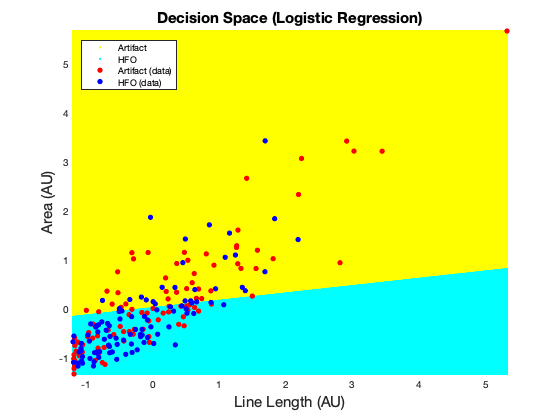 Decision Space (Logistic Regression)
Artifact
HFO
Artifact (data)
HFO (data)
Area (AU)
5
4
3
2
1
0
-1
-1 0 1 2 3 4 5
Line Length (AU)